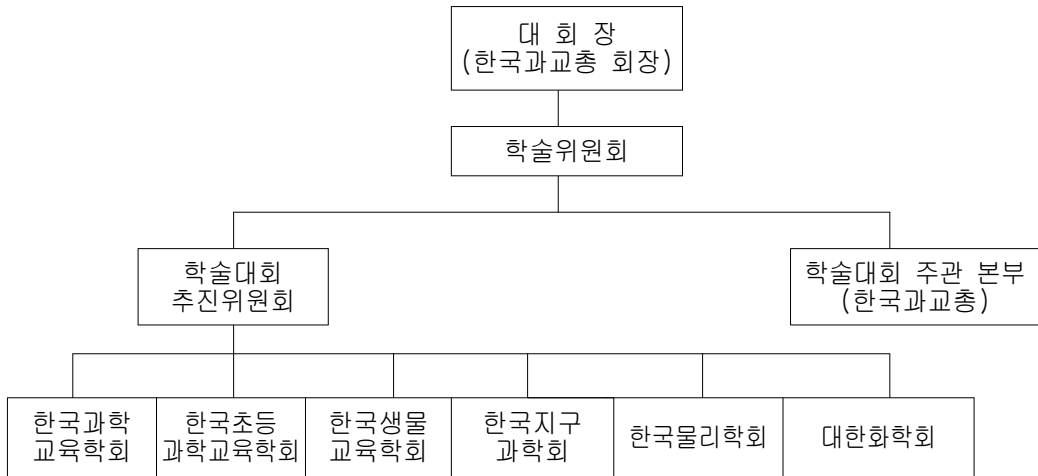 대 회 장
(한국과교총 회장)
학술위원회
학술대회
추진위원회
학술대회 주관 본부
(한국과교총)
한국과학
교육학회
한국초등
과학교육학회
한국생물
교육학회
한국지구
과학회
한국물리학회
대한화학회